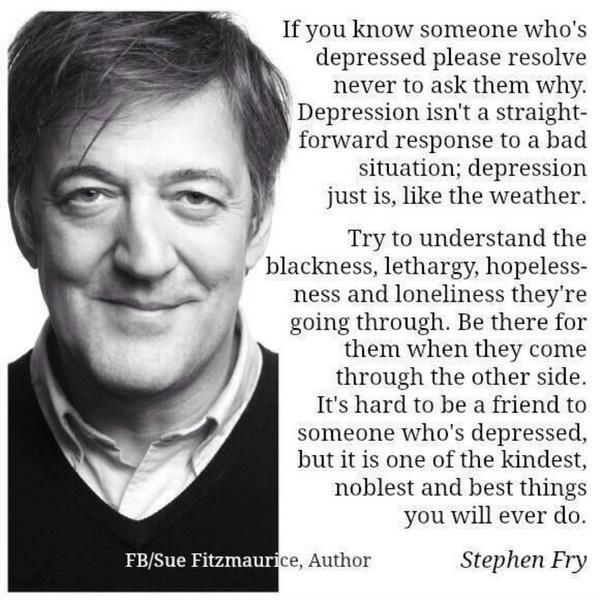 If you know someone who's
depressed please resolve
never to ask them why.
Depression isn't a straight-
forward response to a bad
situation; depression
just is, like the weather.
Try to understand the
blackness, lethargy, hopeless-
ness and loneliness they're
going through. Be there for
them when they come
through the other side.
It's hard to be a friend to
someone who's depressed,
but it is one of the kindest,
noblest and best things
you will ever do.
FB/Sue Fitzmaurice, Author
Stephen Fry